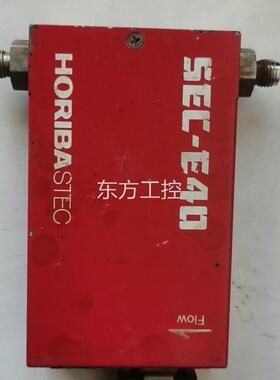 SEC-E40
HORIBASTEC
东方工控
Flow